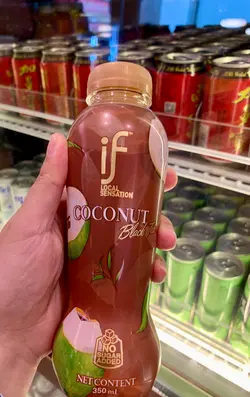 if
LOCAL
SENSATION
COCONUT
Black
NO
SUGAR
ADDED
NET CONTENT
350 ml